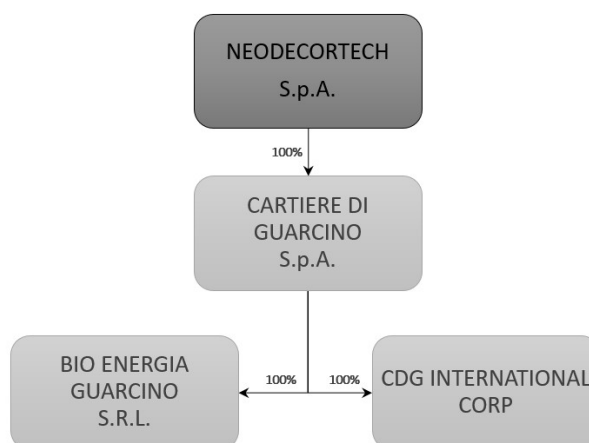 NEODECORTECH
S.p.A.
100%
CARTIERE DI
GUARCINO
S.p.A.
BIO ENERGIA
GUARCINO
S.R.L.
100%
100%
CDG INTERNATIONAL
CORP